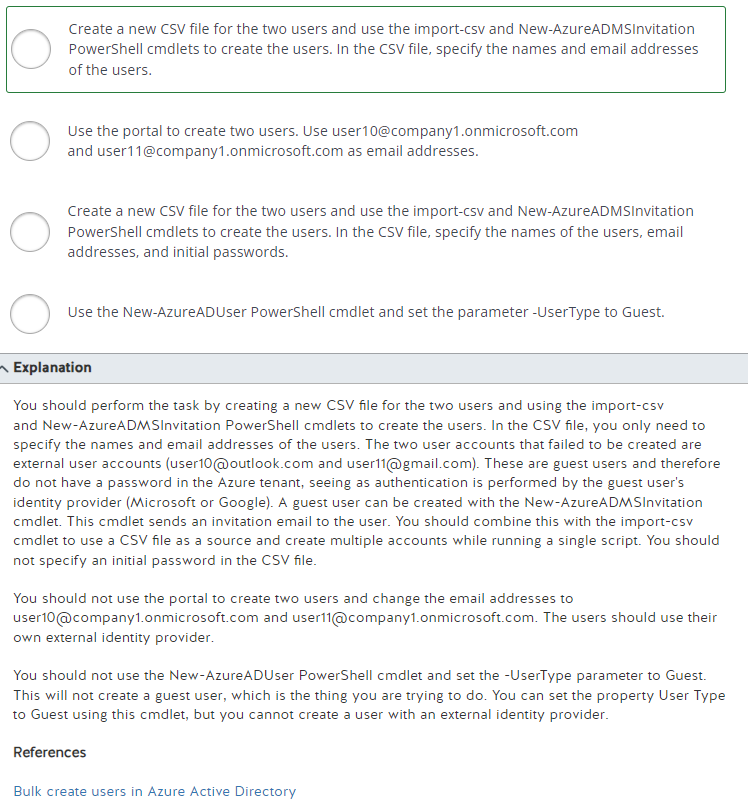 Create a new CSV file for the two users and use the import-csv and New-AzureADMSInvitation
PowerShell cmdlets to create the users. In the CSV file, specify the names and email addresses
of the users.
Use the portal to create two users. Use user10@company1.onmicrosoft.com
and user11@company1.onmicrosoft.com as email addresses.
Create a new CSV file for the two users and use the import-csv and New-AzureADMSInvitation
PowerShell cmdlets to create the users. In the CSV file, specify the names of the users, email
addresses, and initial passwords.
Use the New-AzureADUser PowerShell cmdlet and set the parameter -UserType to Guest.
Explanation
You should perform the task by creating a new CSV file for the two users and using the import-csv
and New-AzureADMSInvitation PowerShell cmdlets to create the users. In the CSV file, you only need to
specify the names and email addresses of the users. The two user accounts that failed to be created are
external user accounts (user10@outlook.com and user11@gmail.com). These are guest users and therefore
do not have a password in the Azure tenant, seeing as authentication is performed by the guest user's
identity provider (Microsoft or Google). A guest user can be created with the New-AzureADMSInvitation
cmdlet. This cmdlet sends an invitation email to the user. You should combine this with the import-csv
cmdlet to use a CSV file as a source and create multiple accounts while running a single script. You should
not specify an initial password in the CSV file.
You should not use the portal to create two users and change the email addresses to
user10@company1.onmicrosoft.com and user11@company1.onmicrosoft.com. The users should use their
own external identity provider.
You should not use the New-AzureADUser PowerShell cmdlet and set the -UserType parameter to Guest.
This will not create a guest user, which is the thing you are trying to do. You can set the property User Type
to Guest using this cmdlet, but you cannot create a user with an external identity provider.
References
Bulk create users in Azure Active Directory